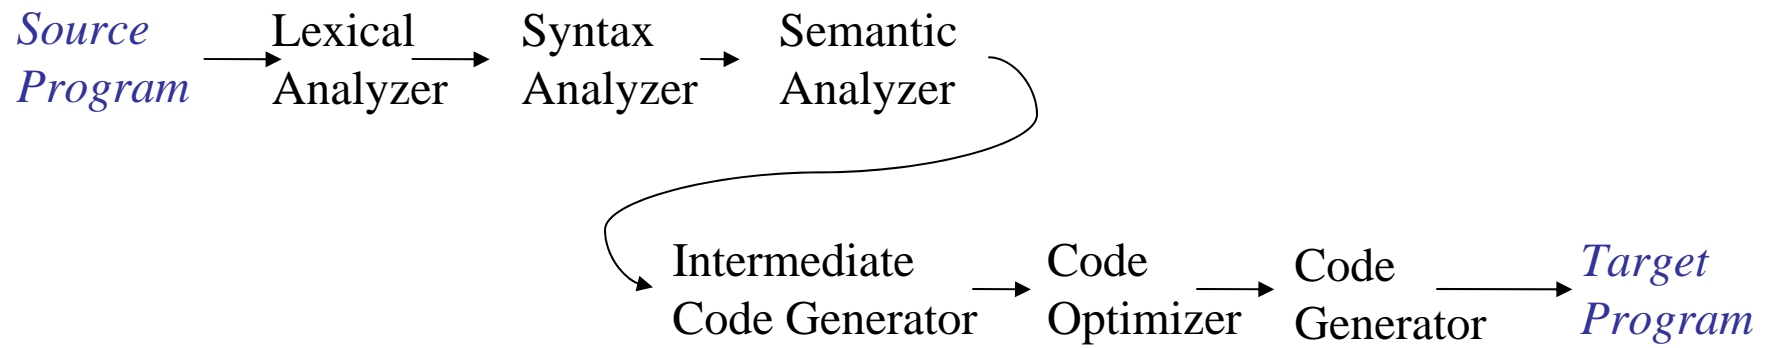 Source
Program
Lexical
Analyzer
Syntax
Analyzer
Semantic
Analyzer
Intermediate
Code Generator
Code
Optimizer
Code
Generator
Target
Program